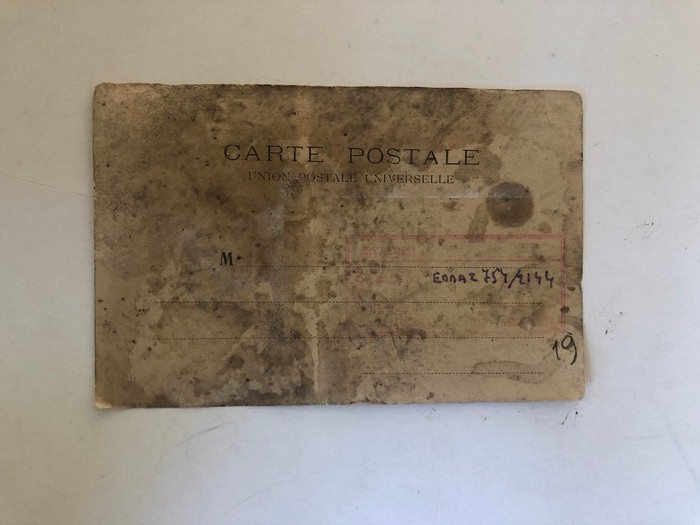 CARTE POSTALE
UNION POSTALE UNIVERSELLE
M
19